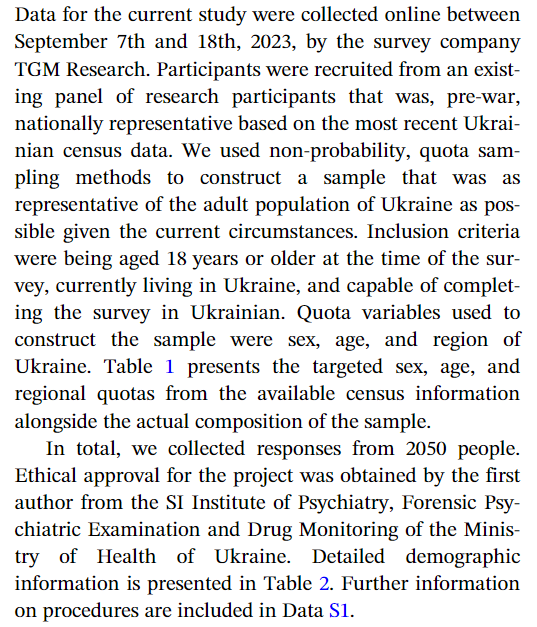 Data for the current study were collected online between
September 7th and 18th, 2023, by the survey company
TGM Research. Participants were recruited from an exist-
ing panel of research participants that was, pre-war,
nationally representative based on the most recent Ukrai-
nian census data. We used non-probability, quota sam-
pling methods to construct a sample that was as
representative of the adult population of Ukraine as pos-
sible given the current circumstances. Inclusion criteria
were being aged 18 years or older at the time of the sur-
vey, currently living in Ukraine, and capable of complet-
ing the survey in Ukrainian. Quota variables used to
construct the sample were sex, age, and region of
Ukraine. Table 1 presents the targeted sex, age, and
regional quotas from the available census information
alongside the actual composition of the sample.
In total, we collected responses from 2050 people.
Ethical approval for the project was obtained by the first
author from the SI Institute of Psychiatry, Forensic Psy-
chiatric Examination and Drug Monitoring of the Minis-
try of Health of Ukraine. Detailed demographic
information is presented in Table 2. Further information
on procedures are included in Data S1.